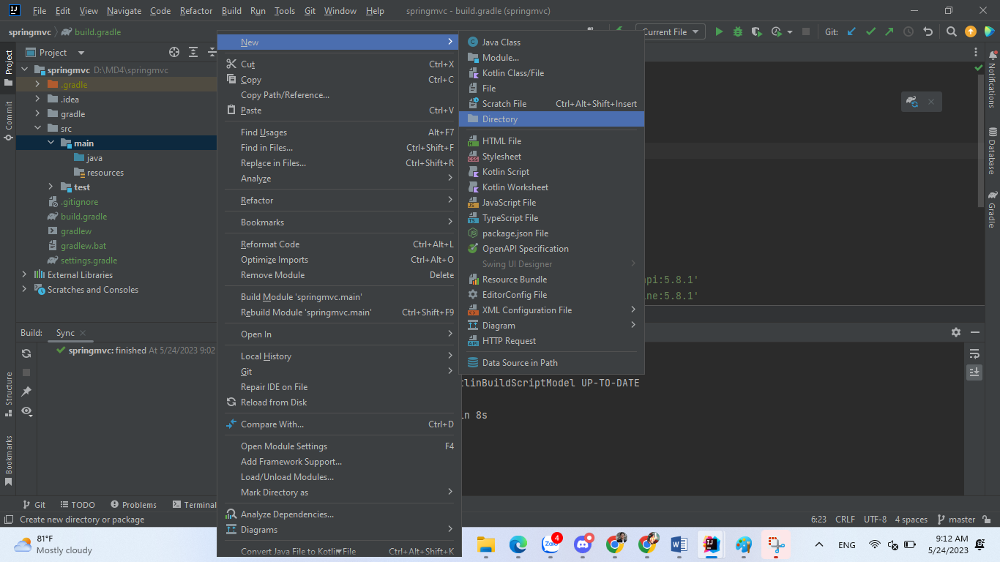 File Edit View Navigate Code Refactor Build Run Tools Git Window Help springmvc - build.gradle (springmvc)
springmvc build.gradle
Current File
Git:
Project
springmvc D:\MD4\springmvc
.gradle
.idea
gradle
src
main
java
resources
test
.gitignore
build.gradle
gradlew
gradlew.bat
settings.gradle
External Libraries
Scratches and Consoles
New
Cut Ctrl+X
Copy Ctrl+C
Copy Path/Reference...
Paste Ctrl+V
Find Usages Alt+F7
Find in Files... Ctrl+Shift+F
Replace in Files... Ctrl+Shift+R
Analyze
Refactor
Bookmarks
Reformat Code Ctrl+Alt+L
Optimize Imports Ctrl+Alt+O
Remove Module Delete
Build Module 'springmvc.main'
Rebuild Module 'springmvc.main' Ctrl+Shift+F9
Open In
Local History
Git
Repair IDE on File
Reload from Disk
Compare With... Ctrl+D
Open Module Settings F4
Add Framework Support...
Load/Unload Modules...
Mark Directory as
Analyze Dependencies...
Diagrams
Convert Java File to Kotlin File Ctrl+Alt+Shift+K
Java Class
Module...
Kotlin Class/File
File
Scratch File Ctrl+Alt+Shift+Insert
Directory
HTML File
Stylesheet
Kotlin Script
Kotlin Worksheet
JavaScript File
TypeScript File
package.json File
OpenAPI Specification
Swing UI Designer
Resource Bundle
EditorConfig File
XML Configuration File
Diagram
HTTP Request
Data Source in Path
api:5.8.1'
ine:5.8.1'
Build: Sync
springmvc: finished At 5/24/2023 9:02
tlinBuildScriptModel UP-TO-DATE
in 8s
Project
Commit
Structure
Bookmarks
Notifications
Database
Gradle
Git TODO Problems Terminal
Create new directory or package
6:23 CRLF UTF-8 4 spaces master
81°F
Mostly cloudy
Zalo
4
ENG
9:12 AM
5/24/2023